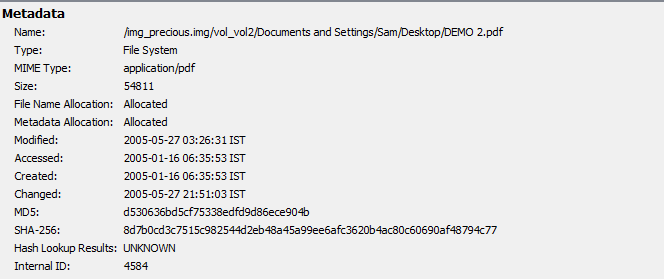 Metadata
Name: /img_precious.img/vol_vol2/Documents and Settings/Sam/Desktop/DEMO 2.pdf
Type: File System
MIME Type: application/pdf
Size: 54811
File Name Allocation: Allocated
Metadata Allocation: Allocated
Modified: 2005-05-27 03:26:31 IST
Accessed: 2005-01-16 06:35:53 IST
Created: 2005-01-16 06:35:53 IST
Changed: 2005-05-27 21:51:03 IST
MD5: d530636bd5cf75338edfd9d86ece904b
SHA-256: 8d7b0cd3c7515c982544d2eb48a45a99ee6afc3620b4ac80c60690af48794c77
Hash Lookup Results: UNKNOWN
Internal ID: 4584